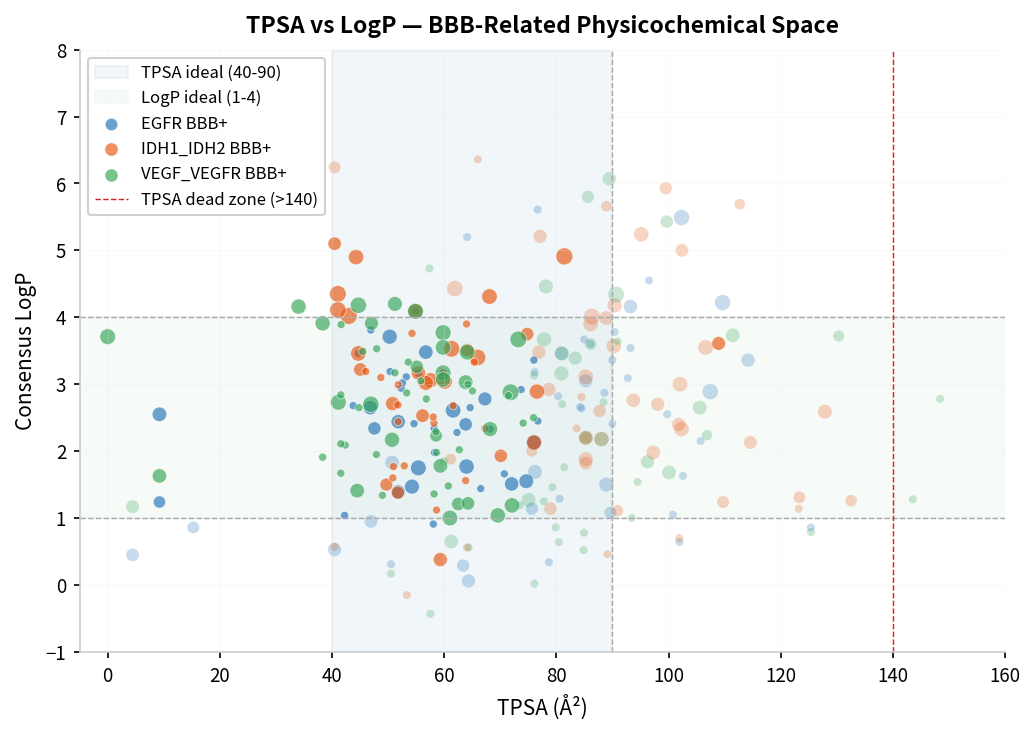 TPSA vs LogP — BBB-Related Physicochemical Space
8
7
6
5
4
3
2
1
0
−1
Consensus LogP
TPSA ideal (40-90)
LogP ideal (1-4)
EGFR BBB+
IDH1_IDH2 BBB+
VEGF_VEGFR BBB+
TPSA dead zone (>140)
0 20 40 60 80 100 120 140 160
TPSA (Å²)